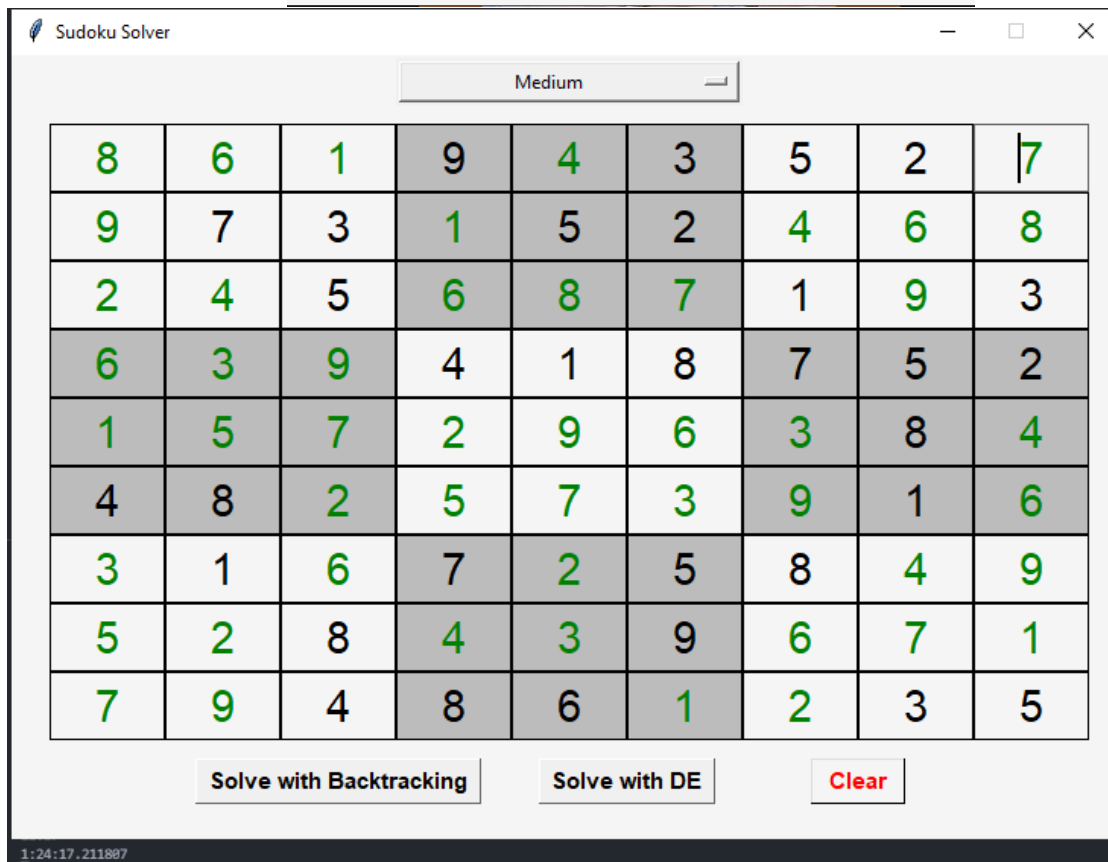 Sudoku Solver
Medium
8 6 1 9 4 3 5 2 7
9 7 3 1 5 2 4 6 8
2 4 5 6 8 7 1 9 3
6 3 9 4 1 8 7 5 2
1 5 7 2 9 6 3 8 4
4 8 2 5 7 3 9 1 6
3 1 6 7 2 5 8 4 9
5 2 8 4 3 9 6 7 1
7 9 4 8 6 1 2 3 5
Solve with Backtracking Solve with DE Clear
1:24:17.211807